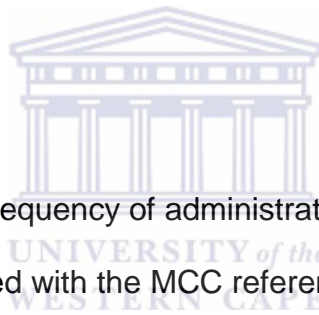 equency of administrat
UNIVERSITY of the
ed with the MCC referen
WESTERN CAPE